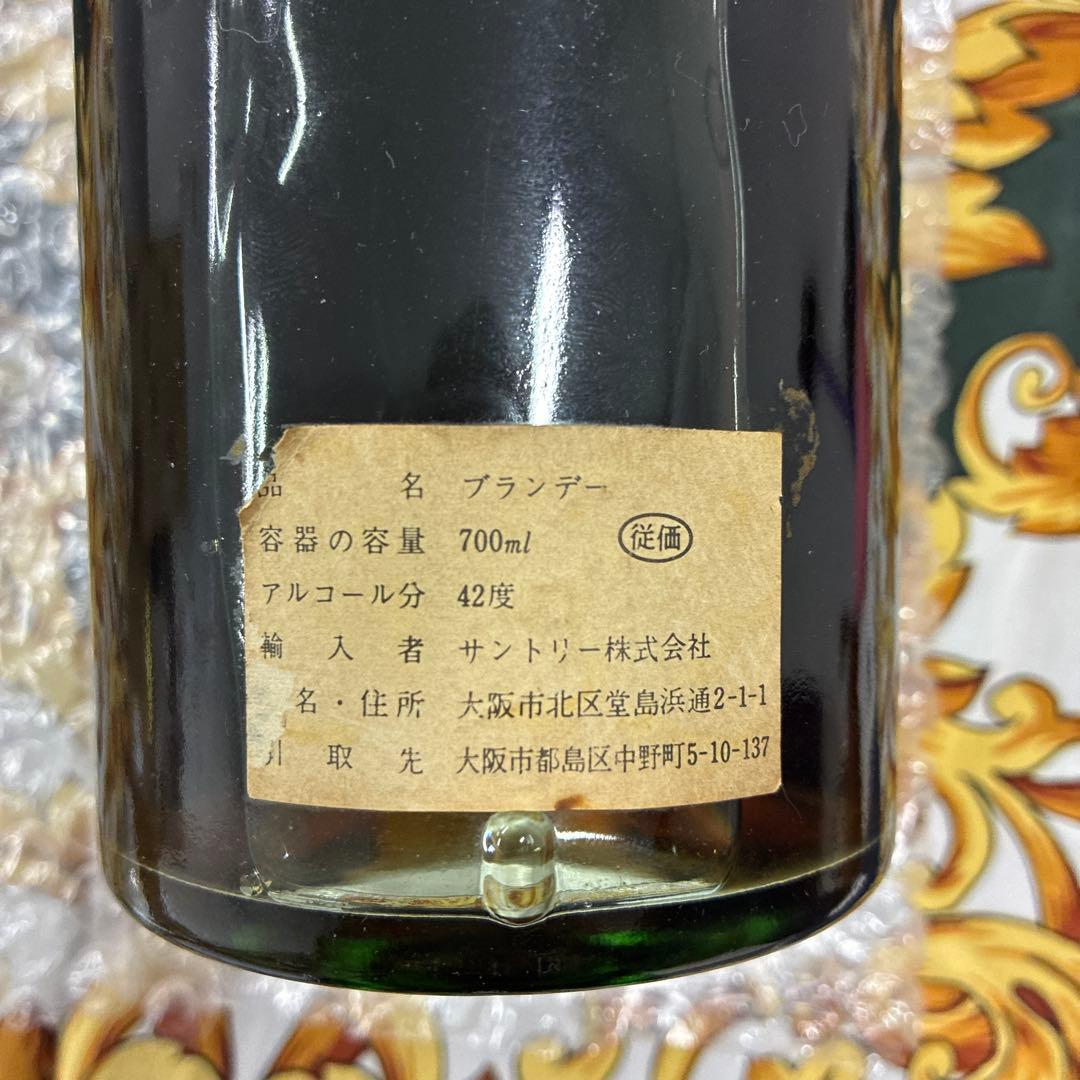 品名 ブランデー
容器の容量 700ml 従価
アルコール分 42度
輸入者 サントリー株式会社
名・住所 大阪市北区堂島浜通2-1-1
引取先 大阪市都島区中野町5-10-137